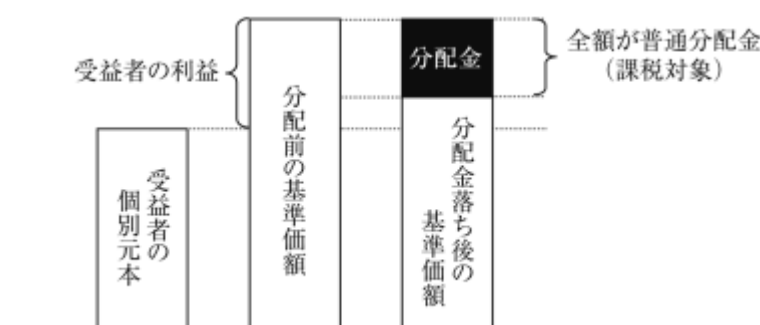 受益者の利益
受益者の
個別元本
分配前の基準価額
分配金
分配金落ち後の
基準価額
全額が普通分配金
（課税対象）